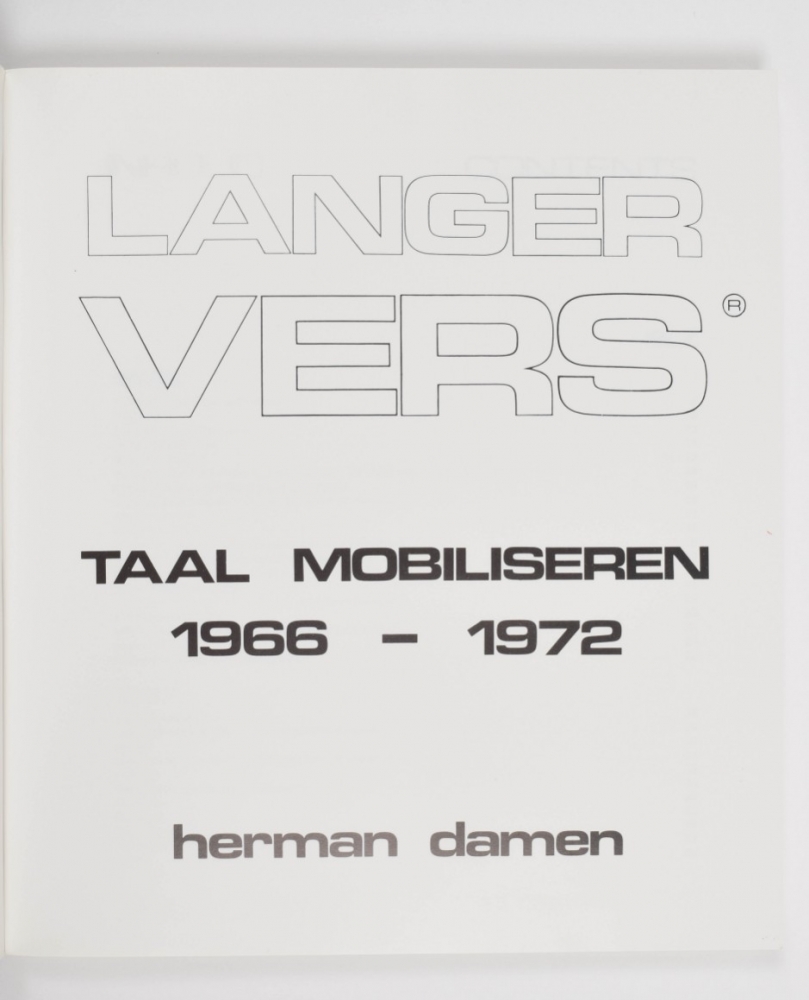 LANGER
VERS®
TAAL MOBILISEREN
1966 - 1972
herman damen